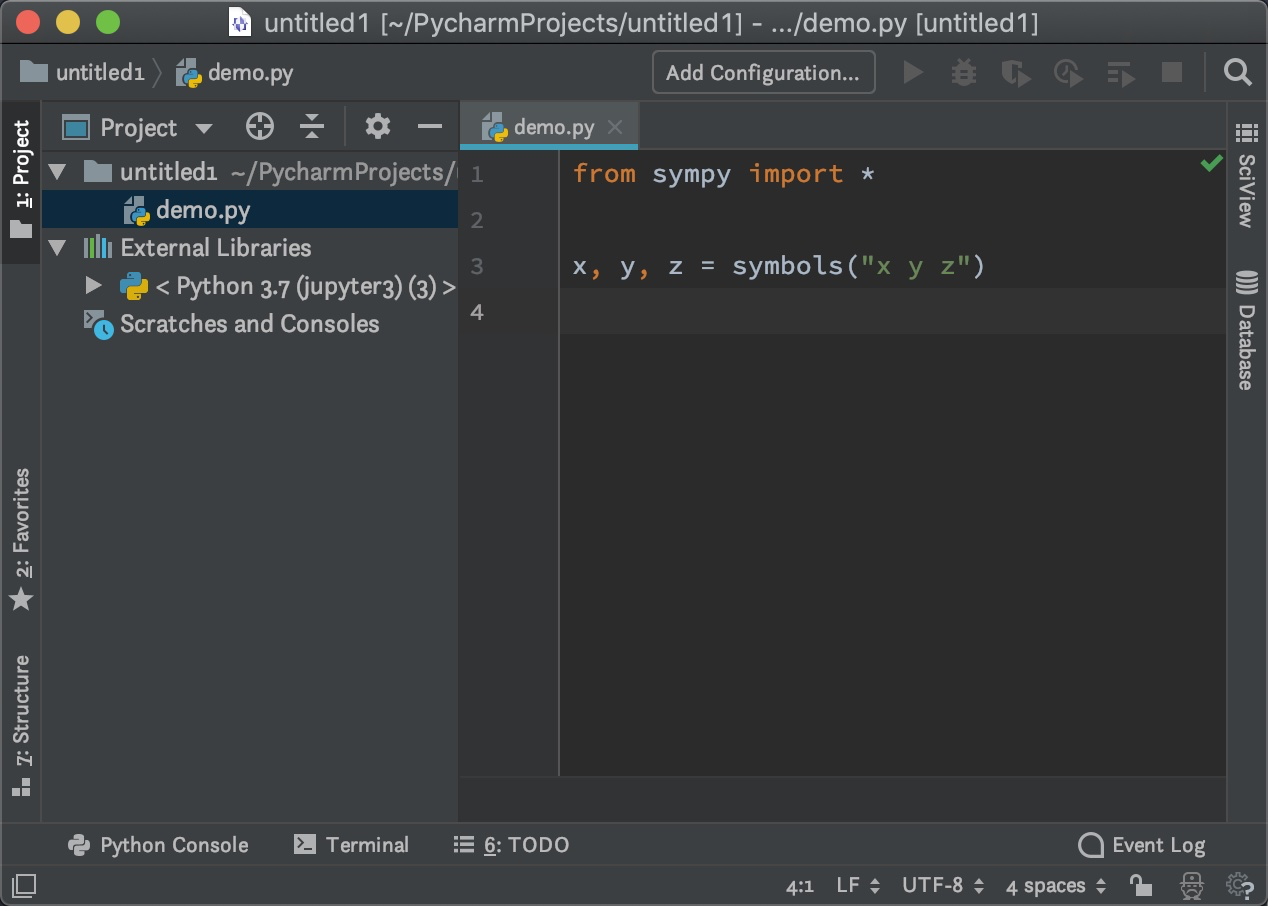 untitled1 [~/PycharmProjects/untitled1] - .../demo.py [untitled1]
untitled1 demo.py Add Configuration...
1: Project
Project
demo.py
untitled1 ~/PycharmProjects/
demo.py
External Libraries
< Python 3.7 (jupyter3) (3) >
Scratches and Consoles
1 from sympy import *
2
3 x, y, z = symbols("x y z")
4
SciView
Database
2: Favorites
7: Structure
Python Console Terminal 6: TODO Event Log
4:1 LF UTF-8 4 spaces